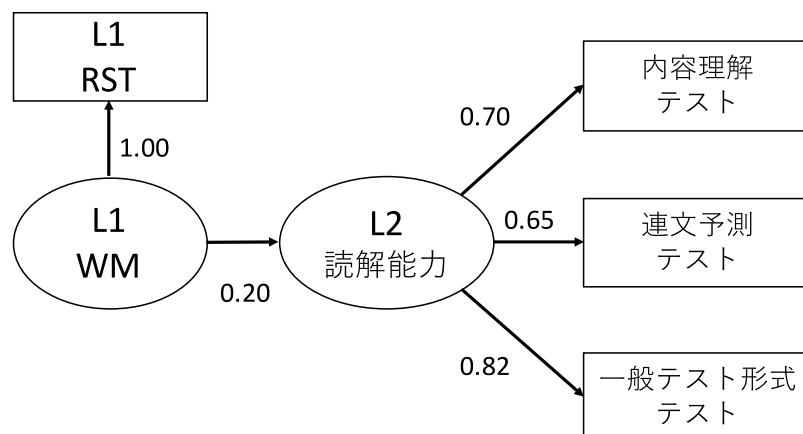 L1
RST
1.00
L1
WM
0.20
L2
読解能力
0.70
内容理解
テスト
0.65
連文予測
テスト
0.82
一般テスト形式
テスト